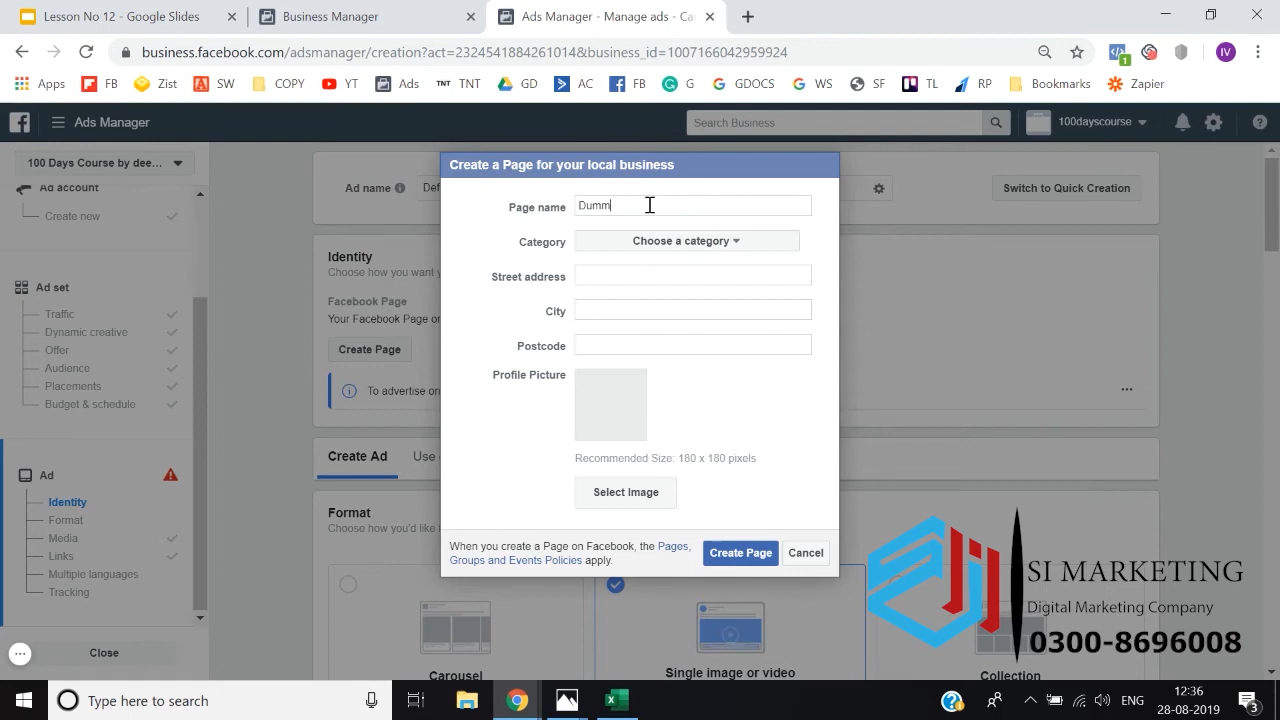 Lesson No 12 - Google Slides
Business Manager
Ads Manager - Manage ads - Ca
business.facebook.com/adsmanager/creation?act=2324541884261014&business_id=1007166042959924
IV
Apps
FB
Zist
SW
COPY
YT
Ads
TNT TNT
GD
AC
FB
G
GDOCS
WS
SF
TL
RP
Bookmarks
Zapier
Ads Manager
Search Business
100dayscourse
100 Days Course by dee...
Ad account
Create new
Ad set
Traffic
Dynamic creative
Offer
Audience
Placements
Budget & schedule
Ad
Identity
Format
Media
Links
Multiple languages
Tracking
Close
Ad name
Def
Switch to Quick Creation
Identity
Choose how you want y
Facebook Page
Your Facebook Page or
Create Page
To advertise on
Create Ad
Use
Format
Choose how you'd like t
Carousel
Single image or video
Collection
Create a Page for your local business
Page name
Dumm
Category
Choose a category
Street address
City
Postcode
Profile Picture
Recommended Size: 180 x 180 pixels
Select Image
When you create a Page on Facebook, the Pages,
Groups and Events Policies apply.
Create Page
Cancel
SI MARKETING
Digital Marketing Company
0300-8696008
Type here to search
ENG
12:36
28-08-2019
3